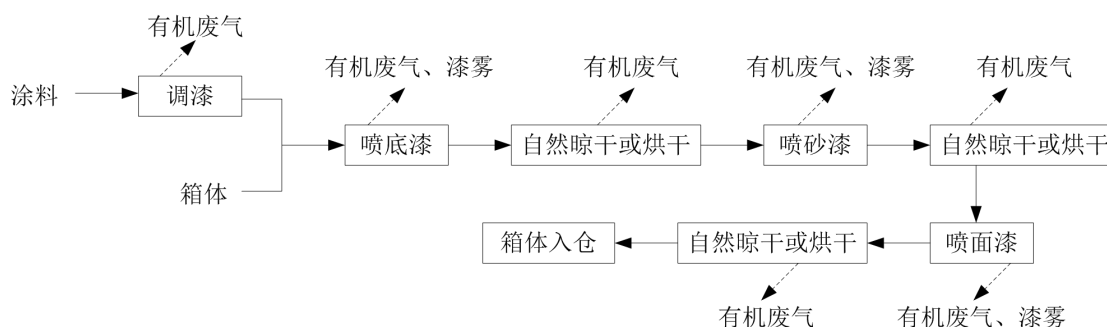 有机废气
涂料
调漆
箱体
有机废气、漆雾
喷底漆
有机废气
自然晾干或烘干
有机废气、漆雾
喷砂漆
有机废气
自然晾干或烘干
喷面漆
有机废气、漆雾
自然晾干或烘干
有机废气
箱体入仓